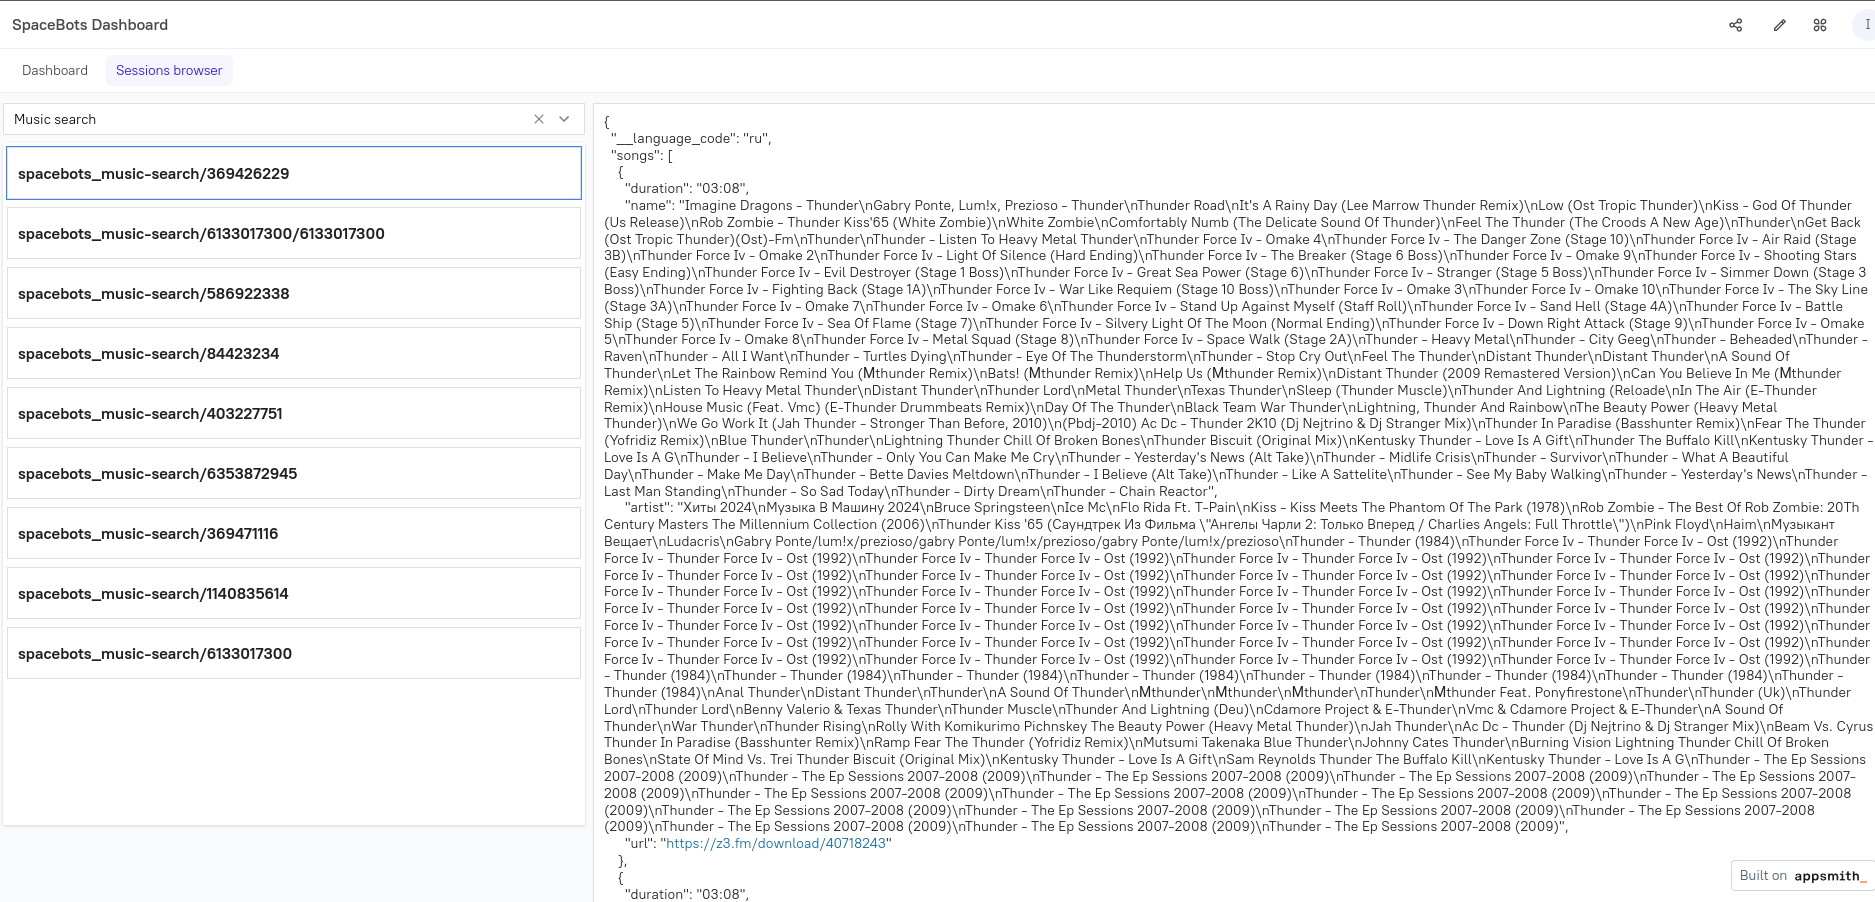 SpaceBots Dashboard
I
Dashboard
Sessions browser
Music search
spacebots_music-search/369426229
spacebots_music-search/6133017300/6133017300
spacebots_music-search/586922338
spacebots_music-search/84423234
spacebots_music-search/403227751
spacebots_music-search/6353872945
spacebots_music-search/369471116
spacebots_music-search/1140835614
spacebots_music-search/6133017300
{
"__language_code": "ru",
"songs": [
{
"duration": "03:08",
"name": "Imagine Dragons - Thunder\nGabry Ponte, Lum!x, Prezioso - Thunder\nThunder Road\nIt's A Rainy Day (Lee Marrow Thunder Remix)\nLow (Ost Tropic Thunder)\nKiss - God Of Thunder
(Us Release)\nRob Zombie - Thunder Kiss'65 (White Zombie)\nWhite Zombie\nComfortably Numb (The Delicate Sound Of Thunder)\nFeel The Thunder (The Croods A New Age)\nThunder\nGet Back
(Ost Tropic Thunder)(Ost)-Fm\nThunder\nThunder - Listen To Heavy Metal Thunder\nThunder Force Iv - Omake 4\nThunder Force Iv - The Danger Zone (Stage 10)\nThunder Force Iv - Air Raid (Stage
3B)\nThunder Force Iv - Omake 2\nThunder Force Iv - Light Of Silence (Hard Ending)\nThunder Force Iv - The Breaker (Stage 6 Boss)\nThunder Force Iv - Omake 9\nThunder Force Iv - Shooting Stars
(Easy Ending)\nThunder Force Iv - Evil Destroyer (Stage 1 Boss)\nThunder Force Iv - Great Sea Power (Stage 6)\nThunder Force Iv - Stranger (Stage 5 Boss)\nThunder Force Iv - Simmer Down (Stage 3
Boss)\nThunder Force Iv - Fighting Back (Stage 1A)\nThunder Force Iv - War Like Requiem (Stage 10 Boss)\nThunder Force Iv - Omake 3\nThunder Force Iv - Omake 10\nThunder Force Iv - The Sky Line
(Stage 3A)\nThunder Force Iv - Omake 7\nThunder Force Iv - Omake 6\nThunder Force Iv - Stand Up Against Myself (Staff Roll)\nThunder Force Iv - Sand Hell (Stage 4A)\nThunder Force Iv - Battle
Ship (Stage 5)\nThunder Force Iv - Sea Of Flame (Stage 7)\nThunder Force Iv - Silvery Light Of The Moon (Normal Ending)\nThunder Force Iv - Down Right Attack (Stage 9)\nThunder Force Iv - Omake
5\nThunder Force Iv - Omake 8\nThunder Force Iv - Metal Squad (Stage 8)\nThunder Force Iv - Space Walk (Stage 2A)\nThunder - Heavy Metal\nThunder - City Geeg\nThunder - Beheaded\nThunder -
Raven\nThunder - All I Want\nThunder - Turtles Dying\nThunder - Eye Of The Thunderstorm\nThunder - Stop Cry Out\nFeel The Thunder\nDistant Thunder\nDistant Thunder\nA Sound Of
Thunder\nLet The Rainbow Remind You (Mthunder Remix)\nBats! (Mthunder Remix)\nHelp Us (Mthunder Remix)\nDistant Thunder (2009 Remastered Version)\nCan You Believe In Me (Mthunder
Remix)\nListen To Heavy Metal Thunder\nDistant Thunder\nThunder Lord\nMetal Thunder\nTexas Thunder\nSleep (Thunder Muscle)\nThunder And Lightning (Reloade\nIn The Air (E-Thunder
Remix)\nHouse Music (Feat. Vmc) (E-Thunder Drummbeats Remix)\nDay Of The Thunder\nBlack Team War Thunder\nLightning, Thunder And Rainbow\nThe Beauty Power (Heavy Metal
Thunder)\nWe Go Work It (Jah Thunder - Stronger Than Before, 2010)\n(Pbdj-2010) Ac Dc - Thunder 2K10 (Dj Nejtrino & Dj Stranger Mix)\nThunder In Paradise (Basshunter Remix)\nFear The Thunder
(Yofridiz Remix)\nBlue Thunder\nThunder\nLightning Thunder Chill Of Broken Bones\nThunder Biscuit (Original Mix)\nKentusky Thunder - Love Is A Gift\nThunder The Buffalo Kill\nKentusky Thunder -
Love Is A G\nThunder - I Believe\nThunder - Only You Can Make Me Cry\nThunder - Yesterday's News (Alt Take)\nThunder - Midlife Crisis\nThunder - Survivor\nThunder - What A Beautiful
Day\nThunder - Make Me Day\nThunder - Bette Davies Meltdown\nThunder - I Believe (Alt Take)\nThunder - Like A Sattelite\nThunder - See My Baby Walking\nThunder - Yesterday's News\nThunder -
Last Man Standing\nThunder - So Sad Today\nThunder - Dirty Dream\nThunder - Chain Reactor",
"artist": "Хиты 2024\nМузыка В Машину 2024\nBruce Springsteen\nIce Mc\nFlo Rida Ft. T-Pain\nKiss - Kiss Meets The Phantom Of The Park (1978)\nRob Zombie - The Best Of Rob Zombie: 20Th
Century Masters The Millennium Collection (2006)\nThunder Kiss '65 (Саундтрек Из Фильма \"Ангелы Чарли 2: Только Вперед / Charlies Angels: Full Throttle\")\nPink Floyd\nHaim\nМузыкант
Вещает\nLudacris\nGabry Ponte/lum!x/prezioso/gabry Ponte/lum!x/prezioso/gabry Ponte/lum!x/prezioso\nThunder - Thunder (1984)\nThunder Force Iv - Thunder Force Iv - Ost (1992)\nThunder
Force Iv - Thunder Force Iv - Ost (1992)\nThunder Force Iv - Thunder Force Iv - Ost (1992)\nThunder Force Iv - Thunder Force Iv - Ost (1992)\nThunder Force Iv - Thunder Force Iv - Ost (1992)\nThunder
Force Iv - Thunder Force Iv - Ost (1992)\nThunder Force Iv - Thunder Force Iv - Ost (1992)\nThunder Force Iv - Thunder Force Iv - Ost (1992)\nThunder Force Iv - Thunder Force Iv - Ost (1992)\nThunder
Force Iv - Thunder Force Iv - Ost (1992)\nThunder Force Iv - Thunder Force Iv - Ost (1992)\nThunder Force Iv - Thunder Force Iv - Ost (1992)\nThunder Force Iv - Thunder Force Iv - Ost (1992)\nThunder
Force Iv - Thunder Force Iv - Ost (1992)\nThunder Force Iv - Thunder Force Iv - Ost (1992)\nThunder Force Iv - Thunder Force Iv - Ost (1992)\nThunder Force Iv - Thunder Force Iv - Ost (1992)\nThunder
Force Iv - Thunder Force Iv - Ost (1992)\nThunder Force Iv - Thunder Force Iv - Ost (1992)\nThunder Force Iv - Thunder Force Iv - Ost (1992)\nThunder Force Iv - Thunder Force Iv - Ost (1992)\nThunder
Force Iv - Thunder Force Iv - Ost (1992)\nThunder Force Iv - Thunder Force Iv - Ost (1992)\nThunder Force Iv - Thunder Force Iv - Ost (1992)\nThunder Force Iv - Thunder Force Iv - Ost (1992)\nThunder
Force Iv - Thunder Force Iv - Ost (1992)\nThunder Force Iv - Thunder Force Iv - Ost (1992)\nThunder Force Iv - Thunder Force Iv - Ost (1992)\nThunder Force Iv - Thunder Force Iv - Ost (1992)\nThunder
- Thunder (1984)\nThunder - Thunder (1984)\nThunder - Thunder (1984)\nThunder - Thunder (1984)\nThunder - Thunder (1984)\nThunder - Thunder (1984)\nThunder - Thunder (1984)\nThunder -
Thunder (1984)\nAnal Thunder\nDistant Thunder\nThunder\nA Sound Of Thunder\nMthunder\nMthunder\nMthunder\nThunder\nMthunder Feat. Ponyfirestone\nThunder\nThunder (Uk)\nThunder
Lord\nThunder Lord\nBenny Valerio & Texas Thunder\nThunder Muscle\nThunder And Lightning (Deu)\nCdamore Project & E-Thunder\nVmc & Cdamore Project & E-Thunder\nA Sound Of
Thunder\nWar Thunder\nThunder Rising\nRolly With Komikurimo Pichnskey The Beauty Power (Heavy Metal Thunder)\nJah Thunder\nAc Dc - Thunder (Dj Nejtrino & Dj Stranger Mix)\nBeam Vs. Cyrus
Thunder In Paradise (Basshunter Remix)\nRamp Fear The Thunder (Yofridiz Remix)\nMutsumi Takenaka Blue Thunder\nJohnny Cates Thunder\nBurning Vision Lightning Thunder Chill Of Broken
Bones\nState Of Mind Vs. Trei Thunder Biscuit (Original Mix)\nKentusky Thunder - Love Is A Gift\nSam Reynolds Thunder The Buffalo Kill\nKentusky Thunder - Love Is A G\nThunder - The Ep Sessions
2007-2008 (2009)\nThunder - The Ep Sessions 2007-2008 (2009)\nThunder - The Ep Sessions 2007-2008 (2009)\nThunder - The Ep Sessions 2007-2008 (2009)\nThunder - The Ep Sessions 2007-
2008 (2009)\nThunder - The Ep Sessions 2007-2008 (2009)\nThunder - The Ep Sessions 2007-2008 (2009)\nThunder - The Ep Sessions 2007-2008 (2009)\nThunder - The Ep Sessions 2007-2008
(2009)\nThunder - The Ep Sessions 2007-2008 (2009)\nThunder - The Ep Sessions 2007-2008 (2009)\nThunder - The Ep Sessions 2007-2008 (2009)\nThunder - The Ep Sessions 2007-2008
(2009)\nThunder - The Ep Sessions 2007-2008 (2009)\nThunder - The Ep Sessions 2007-2008 (2009)\nThunder - The Ep Sessions 2007-2008 (2009)",
"url": "https://z3.fm/download/40718243"
},
{
"duration": "03:08",
Built on appsmith_